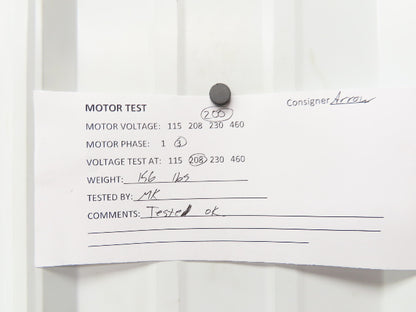 MOTOR TEST
Consigner Arrow
200
MOTOR VOLTAGE: 115 208 230 460
MOTOR PHASE: 1 3
VOLTAGE TEST AT: 115 208 230 460
WEIGHT: 156 lbs
TESTED BY: MK
COMMENTS: Tested ok